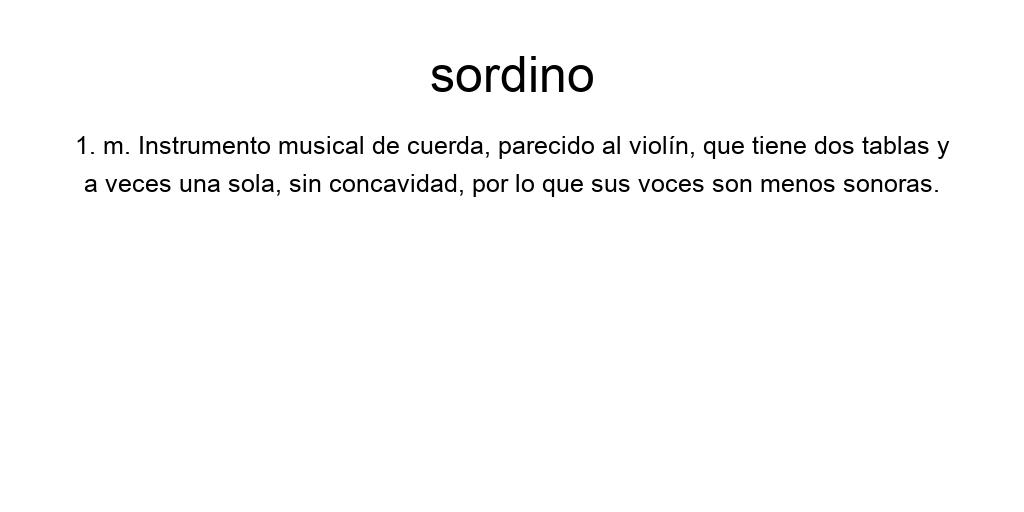 sordino
1. m. Instrumento musical de cuerda, parecido al violín, que tiene dos tablas y
a veces una sola, sin concavidad, por lo que sus voces son menos sonoras.